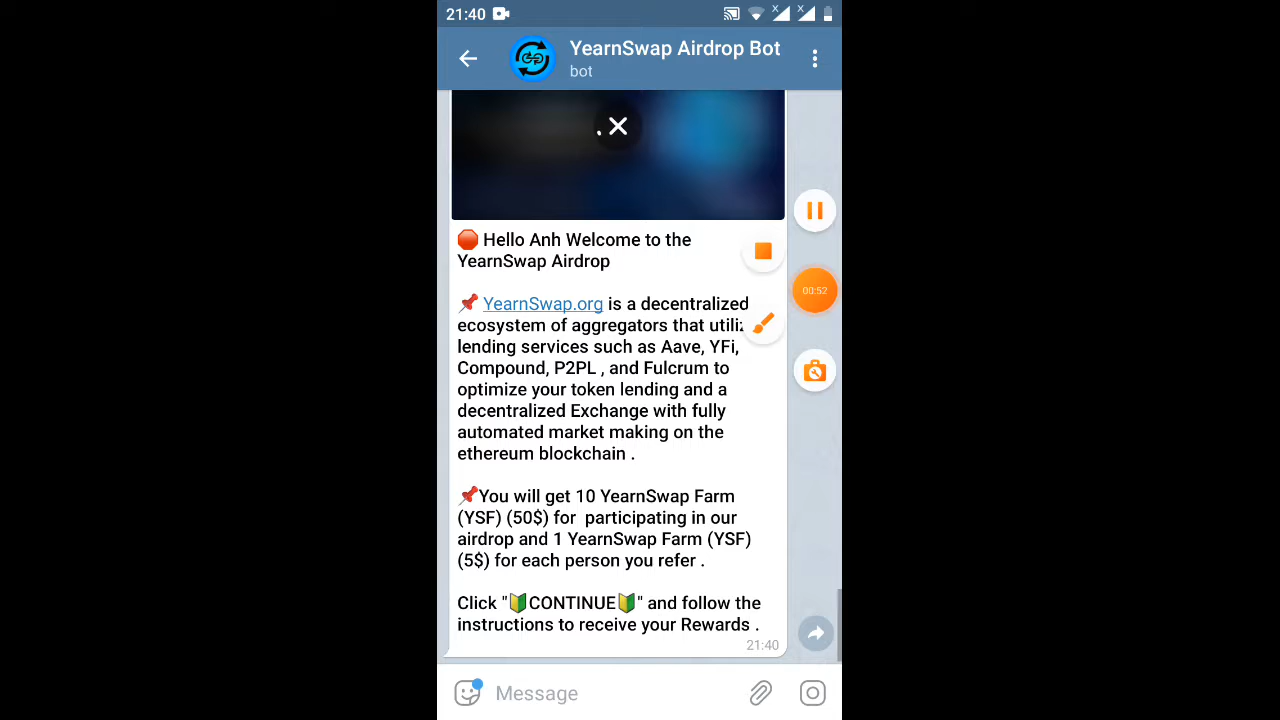 21:40
YearnSwap Airdrop Bot
bot
🛑 Hello Anh Welcome to the
YearnSwap Airdrop
📌 YearnSwap.org is a decentralized
ecosystem of aggregators that utiliz
lending services such as Aave, YFi,
Compound, P2PL , and Fulcrum to
optimize your token lending and a
decentralized Exchange with fully
automated market making on the
ethereum blockchain .
📌You will get 10 YearnSwap Farm
(YSF) (50$) for participating in our
airdrop and 1 YearnSwap Farm (YSF)
(5$) for each person you refer .
Click "🔰CONTINUE🔰" and follow the
instructions to receive your Rewards .
21:40
00:52
Message